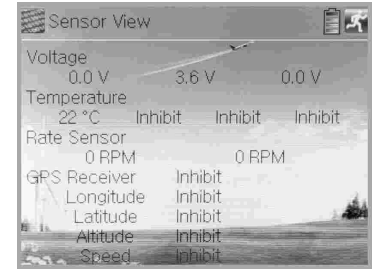 Sensor View
Voltage
0.0 V 3.6 V 0.0 V
Temperature
22 °C Inhibit Inhibit Inhibit
Rate Sensor
0 RPM 0 RPM
GPS Receiver Inhibit
Longitude Inhibit
Latitude Inhibit
Altitude Inhibit
Speed Inhibit